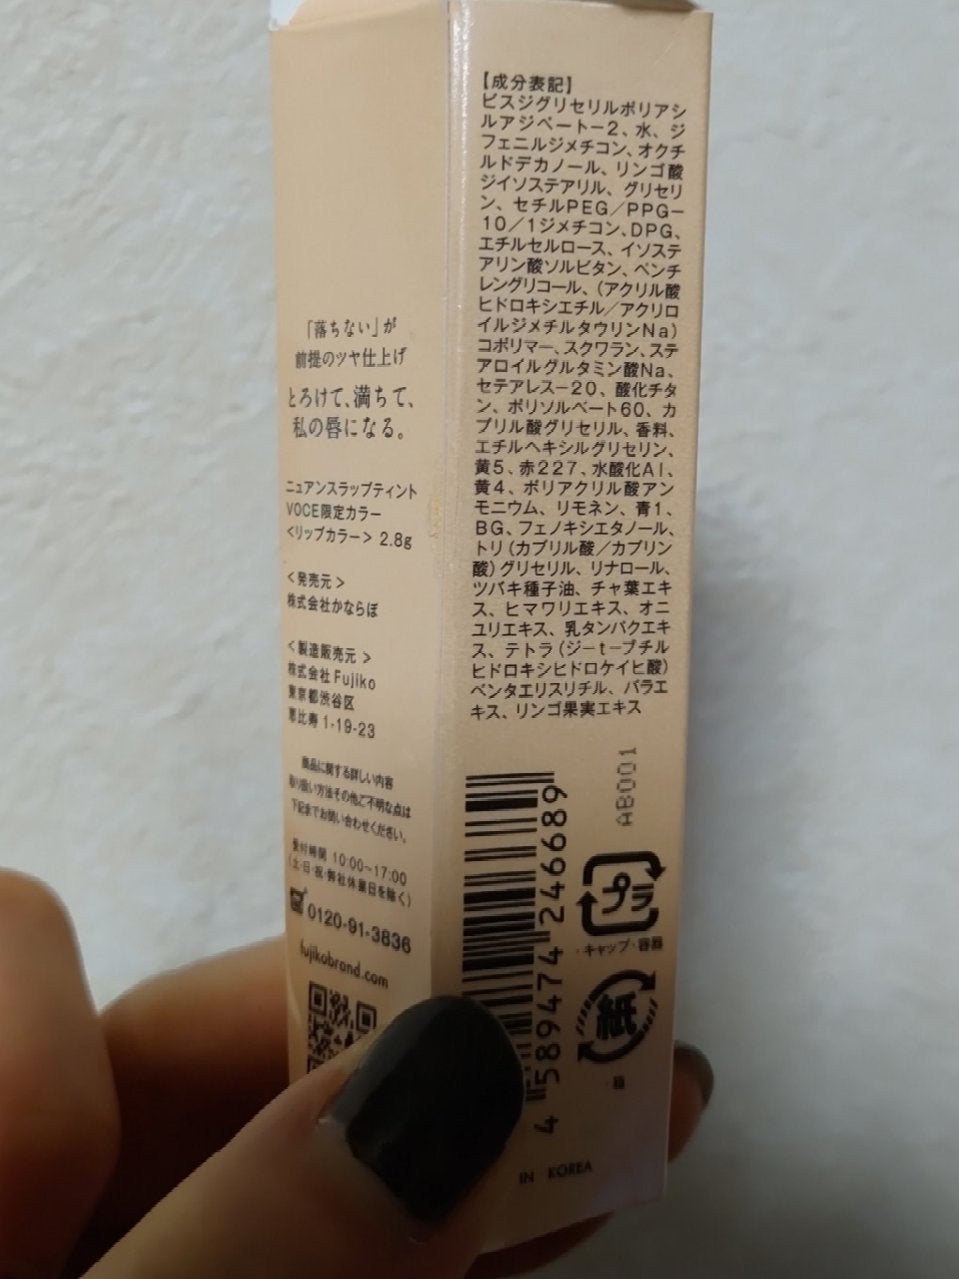 「落ちない」が
前提のツヤ仕上げ
とろけて、満ちて、
私の唇になる。
ニュアンスラップティント
VOCE限定カラー
＜リップカラー＞ 2.8g
＜発売元＞
株式会社かならぼ
＜製造販売元＞
株式会社Fujiko
東京都渋谷区
恵比寿1-19-23
商品に関する詳しい内容
取り扱い方法その他ご不明な点は
下記までお問い合わせください。
受付時間 10:00~17:00
(土・日・祝・弊社休業日を除く)
0120-91-3836
fujikobrand.com
【成分表記】
ビスジグリセリルポリアシ
ルアジペート－2、水、ジ
フェニルジメチコン、オクチ
ルドデカノール、リンゴ酸
ジイソステアリル、グリセリ
ン、セチルPEG／PPG－
10／1ジメチコン、DPG、
エチルセルロース、イソステ
アリン酸ソルビタン、ペンチ
レングリコール、（アクリル酸
ヒドロキシエチル／アクリロ
イルジメチルタウリンNa）
コポリマー、スクワラン、ステ
アロイルグルタミン酸Na、
セテアレス－20、酸化チタ
ン、ポリソルベート60、カ
プリル酸グリセリル、香料、
エチルヘキシルグリセリン、
黄5、赤227、水酸化Al、
黄4、ポリアクリル酸アン
モニウム、リモネン、青1、
BG、フェノキシエタノール、
トリ（カプリル酸／カプリン
酸）グリセリル、リナロール、
ツバキ種子油、チャ葉エキ
ス、ヒマワリエキス、オニ
ユリエキス、乳タンパクエキ
ス、テトラ（ジ－t－ブチル
ヒドロキシヒドロケイヒ酸）
ペンタエリスリチル、バラエ
キス、リンゴ果実エキス
AB001
4 589474 246689
プラ
・キャップ・容器
紙
・箱
IN KOREA